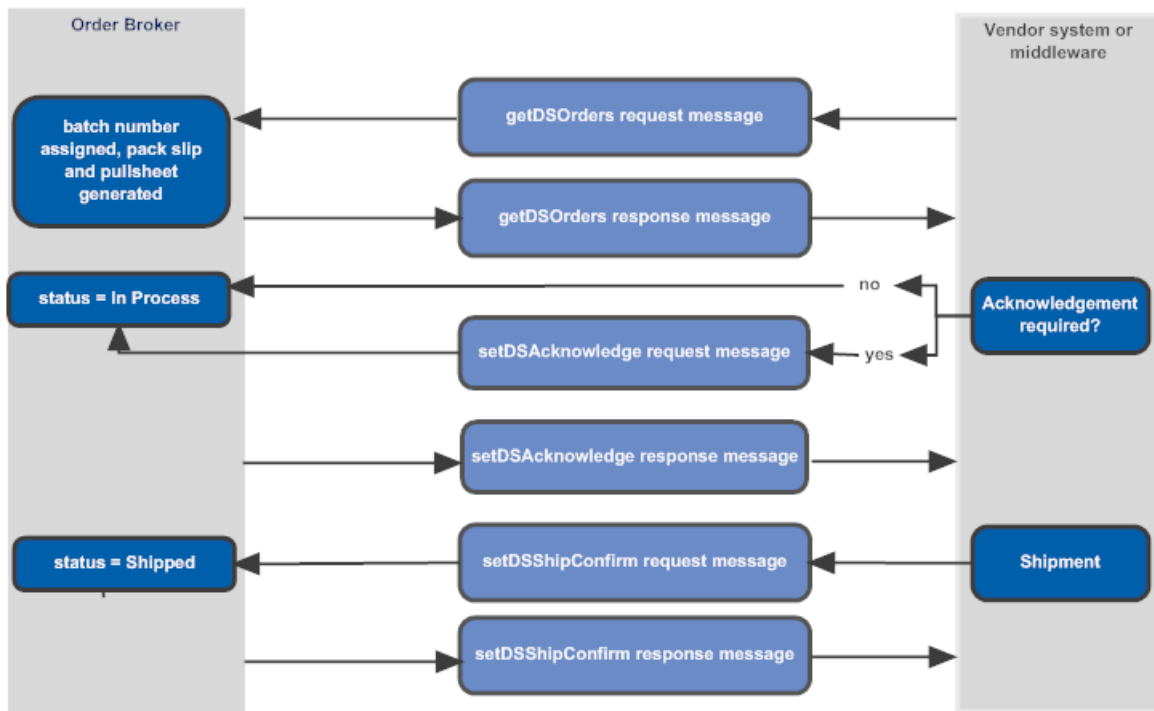 Order Broker
Vendor system or
middleware
batch number
assigned, pack slip
and pullsheet
generated
getDSOrders request message
getDSOrders response message
status = In Process
no
Acknowledgement
required?
setDSAcknowledge request message
yes
setDSAcknowledge response message
status = Shipped
setDSShipConfirm request message
Shipment
setDSShipConfirm response message